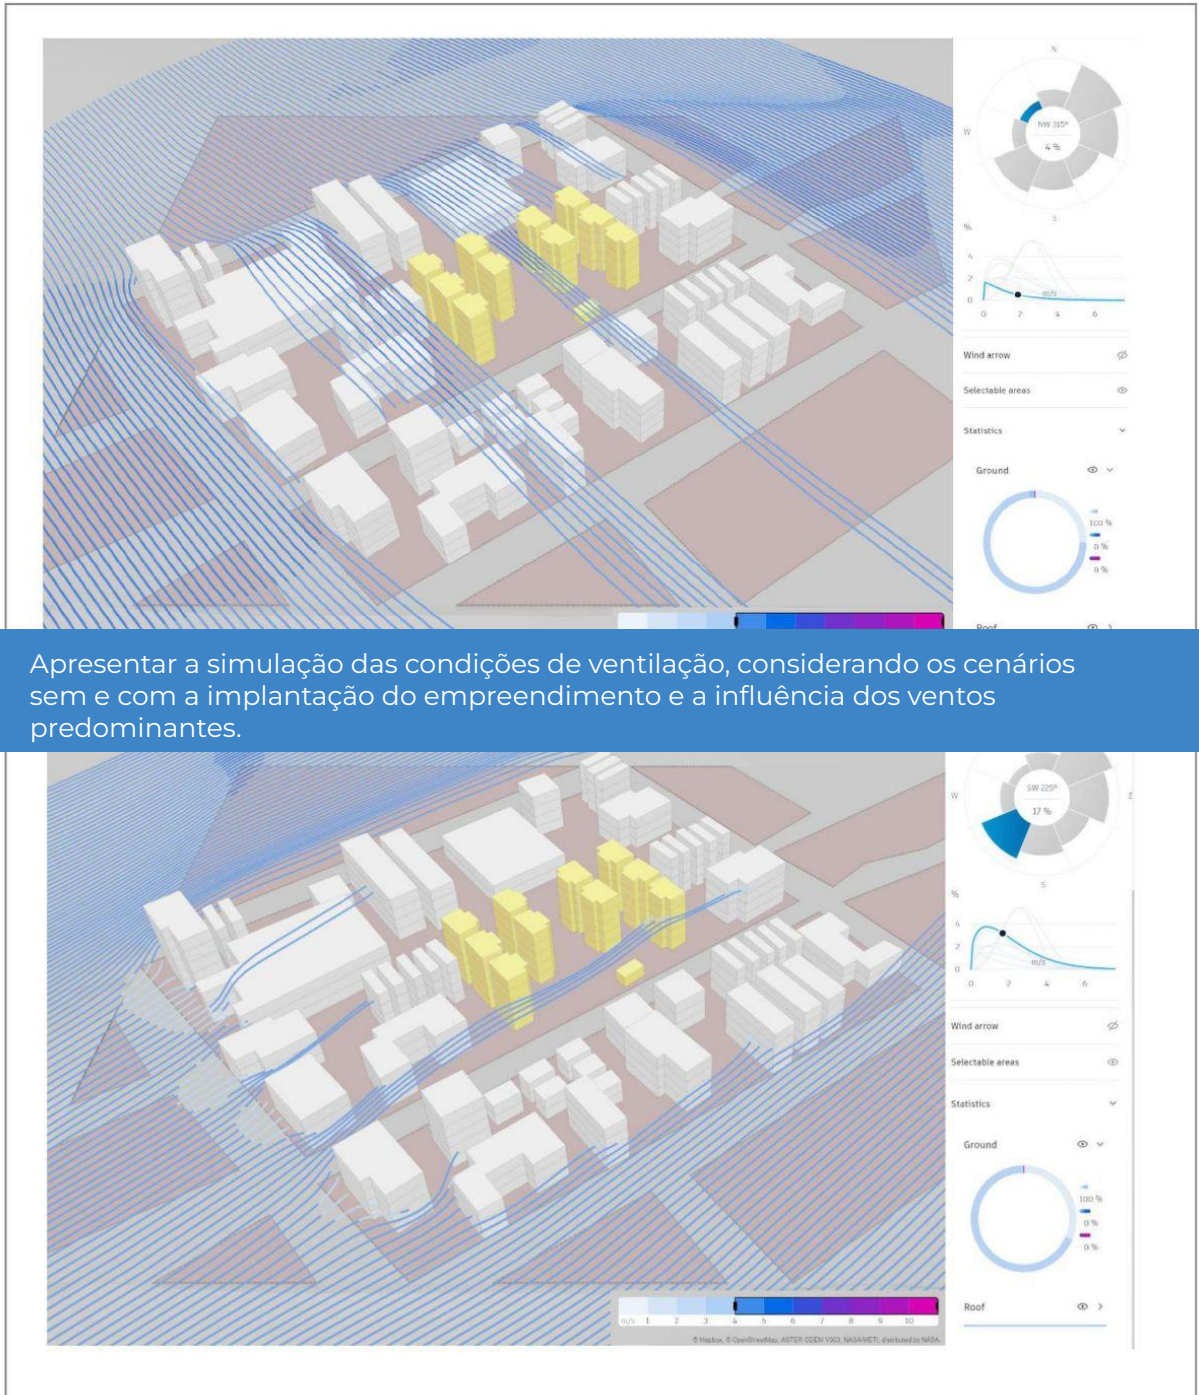 N
W
NW 315º
4 %
S
%
4
2
0
m/s
0 2 4 6
Wind arrow
Selectable areas
Statistics
Ground
100 %
0 %
0 %
Roof
Apresentar a simulação das condições de ventilação, considerando os cenários
sem e com a implantação do empreendimento e a influência dos ventos
predominantes.
W
SW 225º
17 %
E
S
%
4
2
0
m/s
0 2 4 6
Wind arrow
Selectable areas
Statistics
Ground
100 %
0 %
0 %
Roof
m/s 1 2 3 4 5 6 7 8 9 10
© Mapbox, © OpenStreetMap, ASTER GDEM V003, NASA/METI, distributed by NASA.